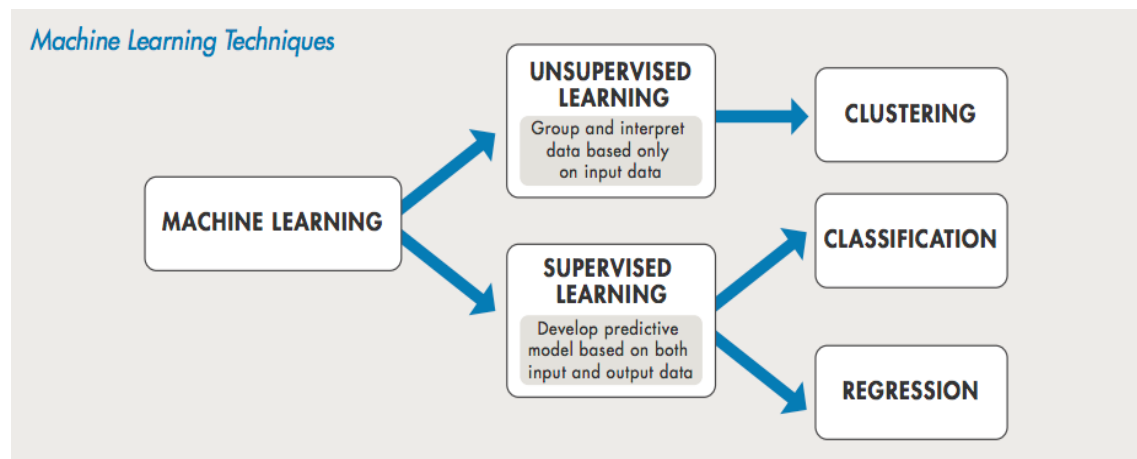 Machine Learning Techniques
MACHINE LEARNING
UNSUPERVISED
LEARNING
Group and interpret
data based only
on input data
CLUSTERING
SUPERVISED
LEARNING
Develop predictive
model based on both
input and output data
CLASSIFICATION
REGRESSION